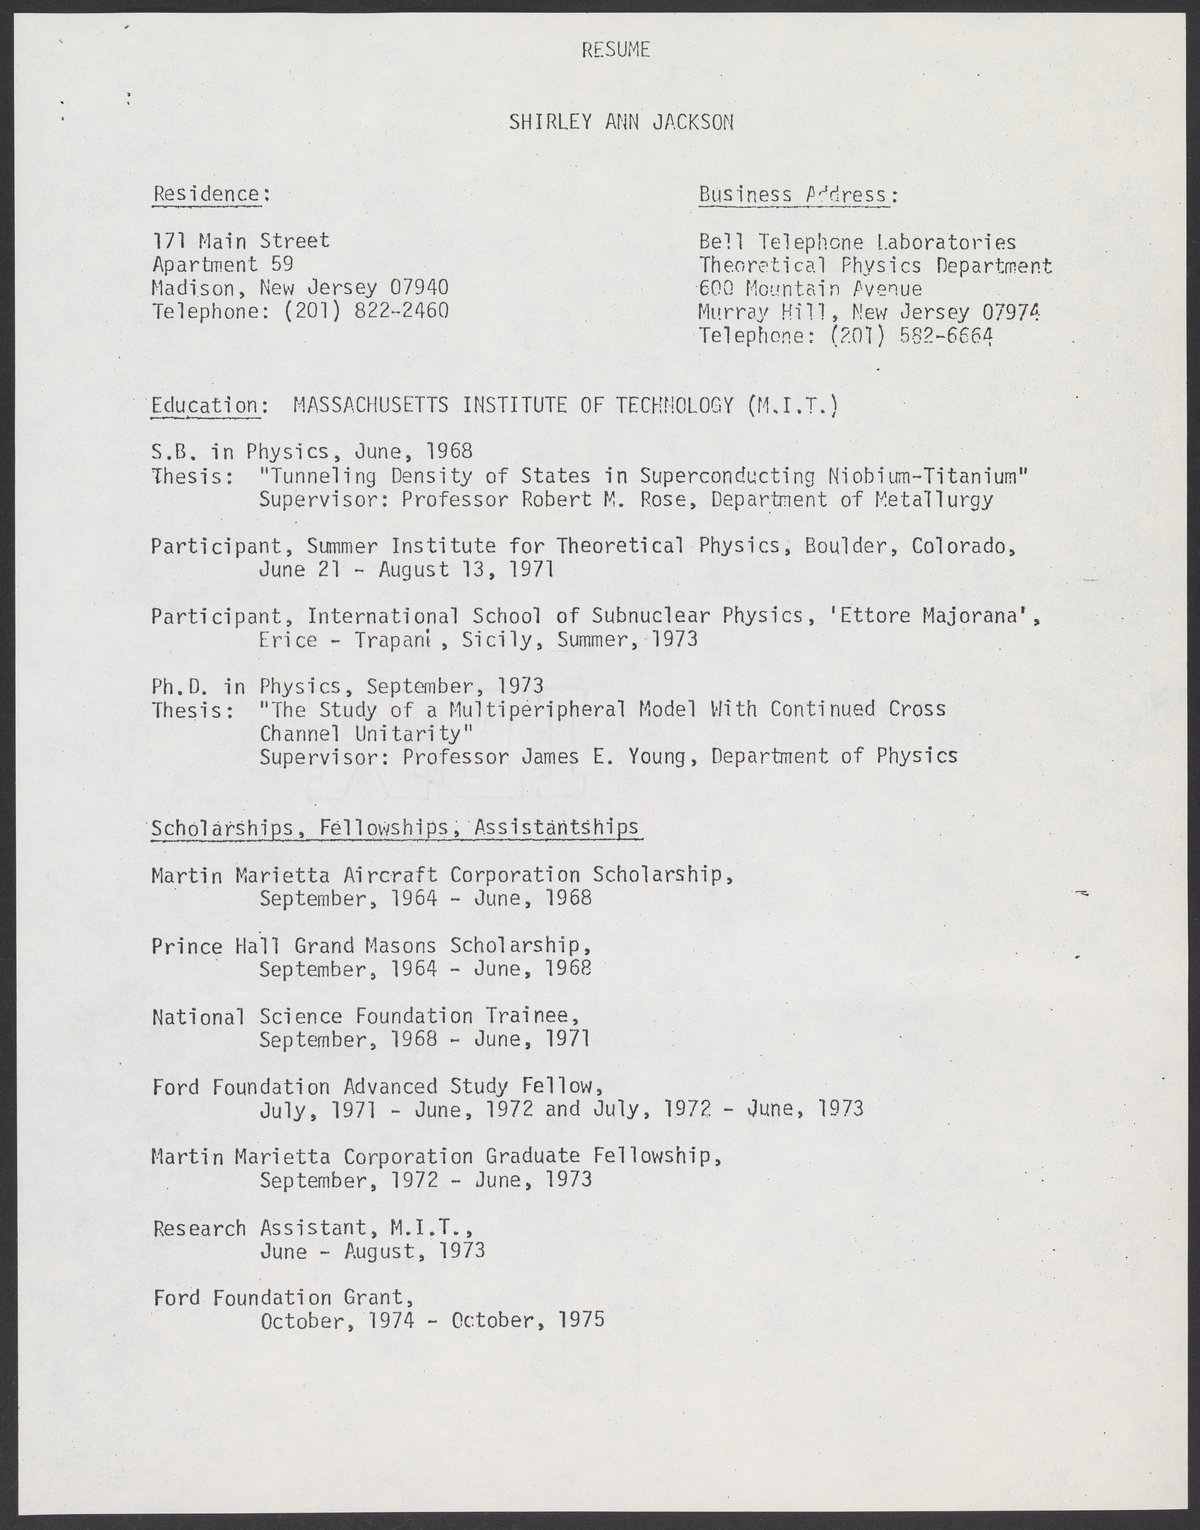 RESUME
SHIRLEY ANN JACKSON
Residence:
171 Main Street
Apartment 59
Madison, New Jersey 07940
Telephone: (201) 822-2460
Business Address:
Bell Telephone Laboratories
Theoretical Physics Department
600 Mountain Avenue
Murray Hill, New Jersey 07974
Telephone: (201) 582-6664
Education: MASSACHUSETTS INSTITUTE OF TECHNOLOGY (M.I.T.)
S.B. in Physics, June, 1968
Thesis: "Tunneling Density of States in Superconducting Niobium-Titanium"
Supervisor: Professor Robert M. Rose, Department of Metallurgy
Participant, Summer Institute for Theoretical Physics, Boulder, Colorado,
June 21 - August 13, 1971
Participant, International School of Subnuclear Physics, 'Ettore Majorana',
Erice - Trapani, Sicily, Summer, 1973
Ph.D. in Physics, September, 1973
Thesis: "The Study of a Multiperipheral Model With Continued Cross
Channel Unitarity"
Supervisor: Professor James E. Young, Department of Physics
Scholarships, Fellowships, Assistantships
Martin Marietta Aircraft Corporation Scholarship,
September, 1964 - June, 1968
Prince Hall Grand Masons Scholarship,
September, 1964 - June, 1968
National Science Foundation Trainee,
September, 1968 - June, 1971
Ford Foundation Advanced Study Fellow,
July, 1971 - June, 1972 and July, 1972 - June, 1973
Martin Marietta Corporation Graduate Fellowship,
September, 1972 - June, 1973
Research Assistant, M.I.T.,
June - August, 1973
Ford Foundation Grant,
October, 1974 - October, 1975